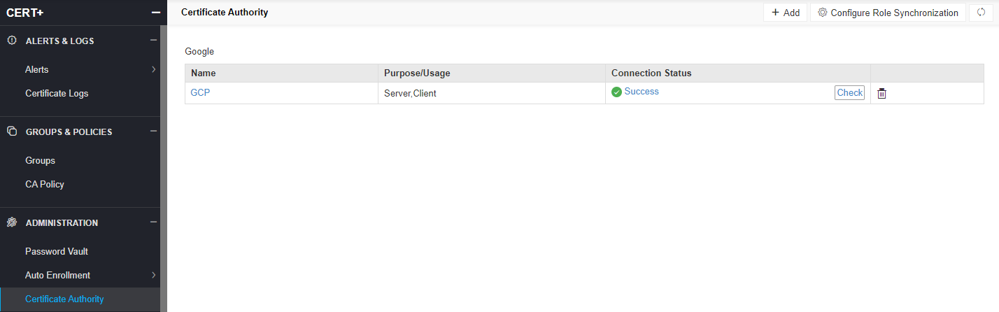 CERT+
ALERTS & LOGS
Alerts
Certificate Logs
GROUPS & POLICIES
Groups
CA Policy
ADMINISTRATION
Password Vault
Auto Enrollment
Certificate Authority
Certificate Authority
Add
Configure Role Synchronization
Google
Name Purpose/Usage Connection Status
GCP Server,Client Success Check